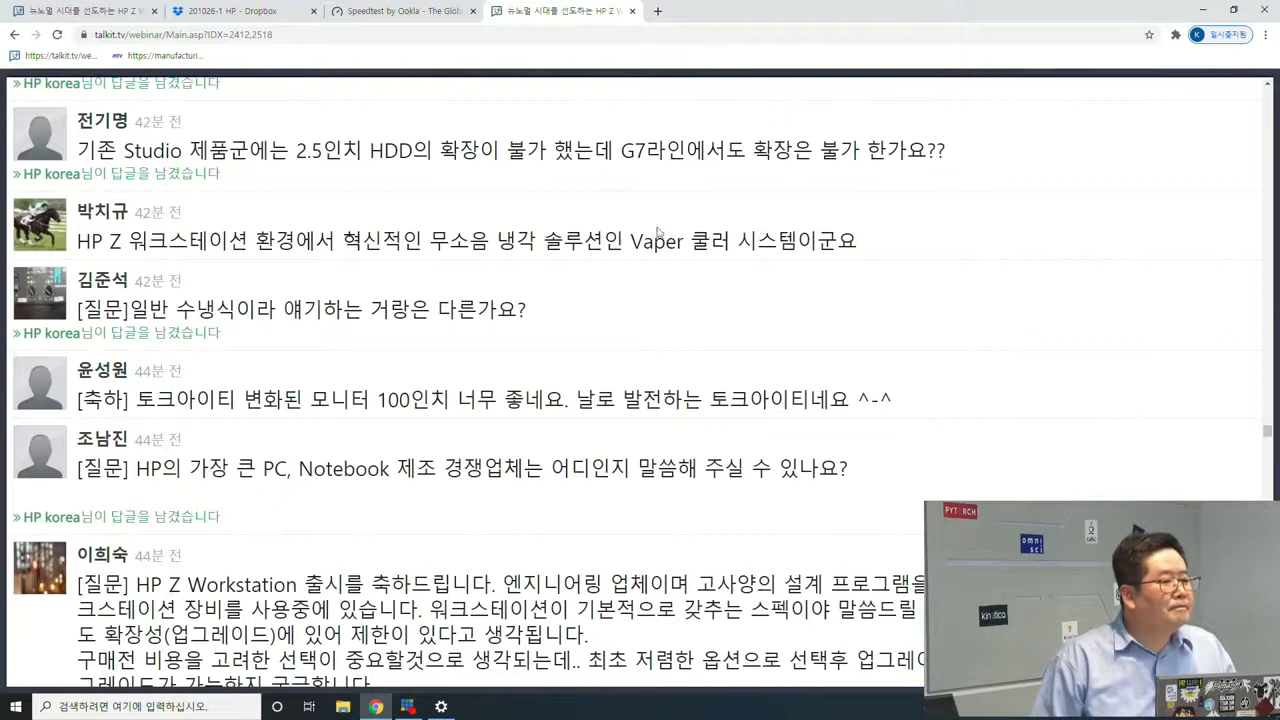 뉴노멀 시대를 선도하는 HP Z W
201026-1 HP - Dropbox
Speedtest by Ookla - The Glob
뉴노멀 시대를 선도하는 HP Z W
talkit.tv/webinar/Main.asp?IDX=2412,2518
K 일시중지됨
https://talkit.tv/we...
https://manufacturi...
» HP korea님이 답글을 남겼습니다
전기명 42분 전
기존 Studio 제품군에는 2.5인치 HDD의 확장이 불가 했는데 G7라인에서도 확장은 불가 한가요??
» HP korea님이 답글을 남겼습니다
박치규 42분 전
HP Z 워크스테이션 환경에서 혁신적인 무소음 냉각 솔루션인 Vaper 쿨러 시스템이군요
김준석 42분 전
[질문]일반 수냉식이라 얘기하는 거랑은 다른가요?
» HP korea님이 답글을 남겼습니다
윤성원 44분 전
[축하] 토크아이티 변화된 모니터 100인치 너무 좋네요. 날로 발전하는 토크아이티네요 ^-^
조남진 44분 전
[질문] HP의 가장 큰 PC, Notebook 제조 경쟁업체는 어디인지 말씀해 주실 수 있나요?
» HP korea님이 답글을 남겼습니다
이희숙 44분 전
[질문] HP Z Workstation 출시를 축하드립니다. 엔지니어링 업체이며 고사양의 설계 프로그램을
크스테이션 장비를 사용중에 있습니다. 워크스테이션이 기본적으로 갖추는 스펙이야 말씀드릴
도 확장성(업그레이드)에 있어 제한이 있다고 생각됩니다.
구매전 비용을 고려한 선택이 중요할것으로 생각되는데.. 최초 저렴한 옵션으로 선택후 업그레이
그레이드가 가능한지 궁금합니다
omni
sci
kinetica
검색하려면 여기에 입력하십시오.